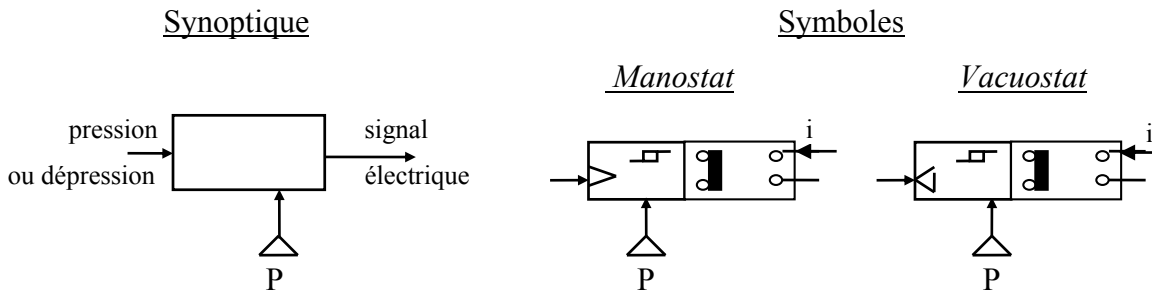 Synoptique
Symboles
Manostat
Vacuostat
pression
ou dépression
signal
électrique
i
i
P
P
P